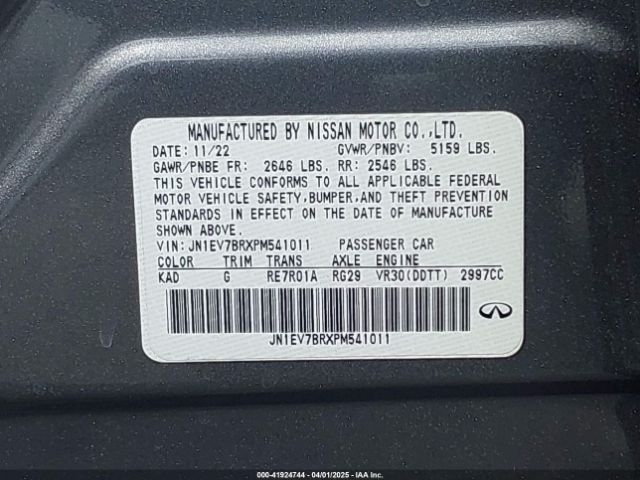 MANUFACTURED BY NISSAN MOTOR CO.,LTD.
DATE: 11/22 GVWR/PNBV: 5159 LBS.
GAWR/PNBE FR: 2646 LBS. RR: 2546 LBS.
THIS VEHICLE CONFORMS TO ALL APPLICABLE FEDERAL
MOTOR VEHICLE SAFETY, BUMPER, AND THEFT PREVENTION
STANDARDS IN EFFECT ON THE DATE OF MANUFACTURE
SHOWN ABOVE.
VIN: JN1EV7BRXPM541011 PASSENGER CAR
COLOR TRIM TRANS AXLE ENGINE
KAD G RE7R01A RG29 VR30(DDTT) 2997CC
JN1EV7BRXPM541011
000-41924744 - 04/01/2025 - IAA Inc.